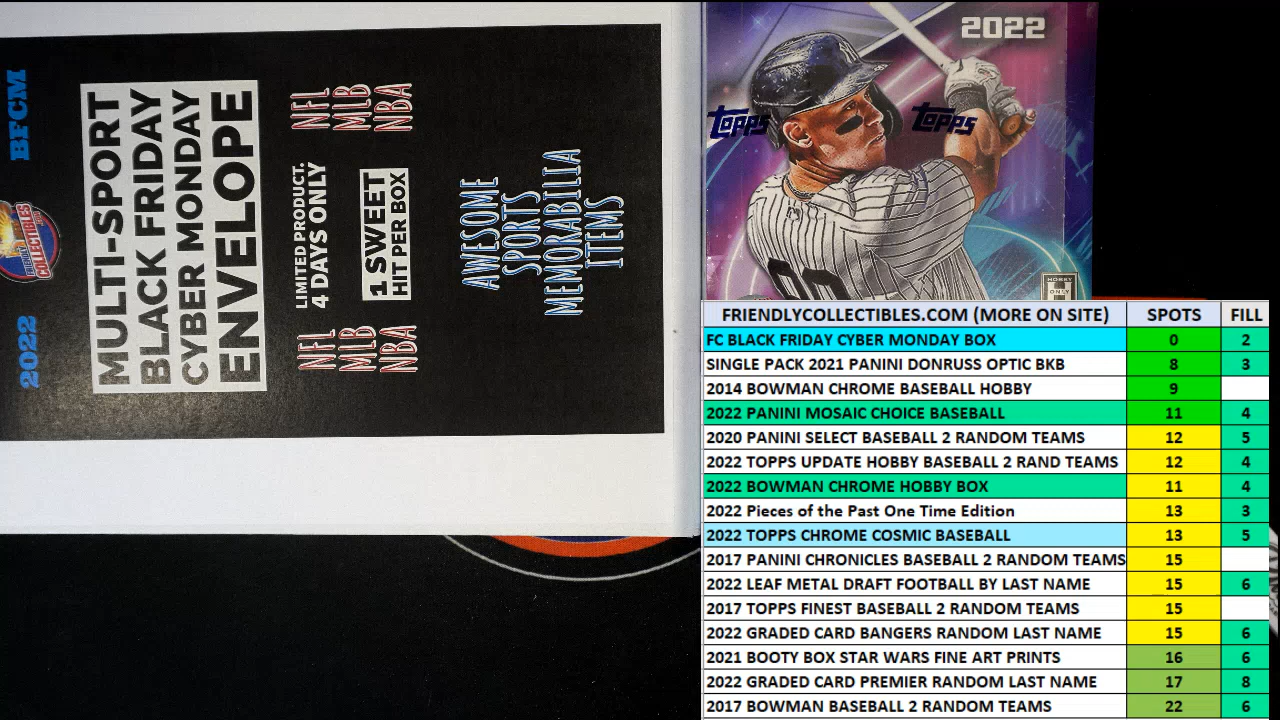 BFCM
2022
COLLECTIBLES
MULTI-SPORT
BLACK FRIDAY
CYBER MONDAY
ENVELOPE
NFL
MLB
NBA
LIMITED PRODUCT.
4 DAYS ONLY
1 SWEET
HIT PER BOX
NFL
MLB
NBA
AWESOME
SPORTS
MEMORABILIA
ITEMS
2022
TOPPS TOPPS
HOBBY
ONLY
FRIENDLYCOLLECTIBLES.COM (MORE ON SITE) SPOTS FILL
FC BLACK FRIDAY CYBER MONDAY BOX 0 2
SINGLE PACK 2021 PANINI DONRUSS OPTIC BKB 8 3
2014 BOWMAN CHROME BASEBALL HOBBY 9
2022 PANINI MOSAIC CHOICE BASEBALL 11 4
2020 PANINI SELECT BASEBALL 2 RANDOM TEAMS 12 5
2022 TOPPS UPDATE HOBBY BASEBALL 2 RAND TEAMS 12 4
2022 BOWMAN CHROME HOBBY BOX 11 4
2022 Pieces of the Past One Time Edition 13 3
2022 TOPPS CHROME COSMIC BASEBALL 13 5
2017 PANINI CHRONICLES BASEBALL 2 RANDOM TEAMS 15
2022 LEAF METAL DRAFT FOOTBALL BY LAST NAME 15 6
2017 TOPPS FINEST BASEBALL 2 RANDOM TEAMS 15
2022 GRADED CARD BANGERS RANDOM LAST NAME 15 6
2021 BOOTY BOX STAR WARS FINE ART PRINTS 16 6
2022 GRADED CARD PREMIER RANDOM LAST NAME 17 8
2017 BOWMAN BASEBALL 2 RANDOM TEAMS 22 6